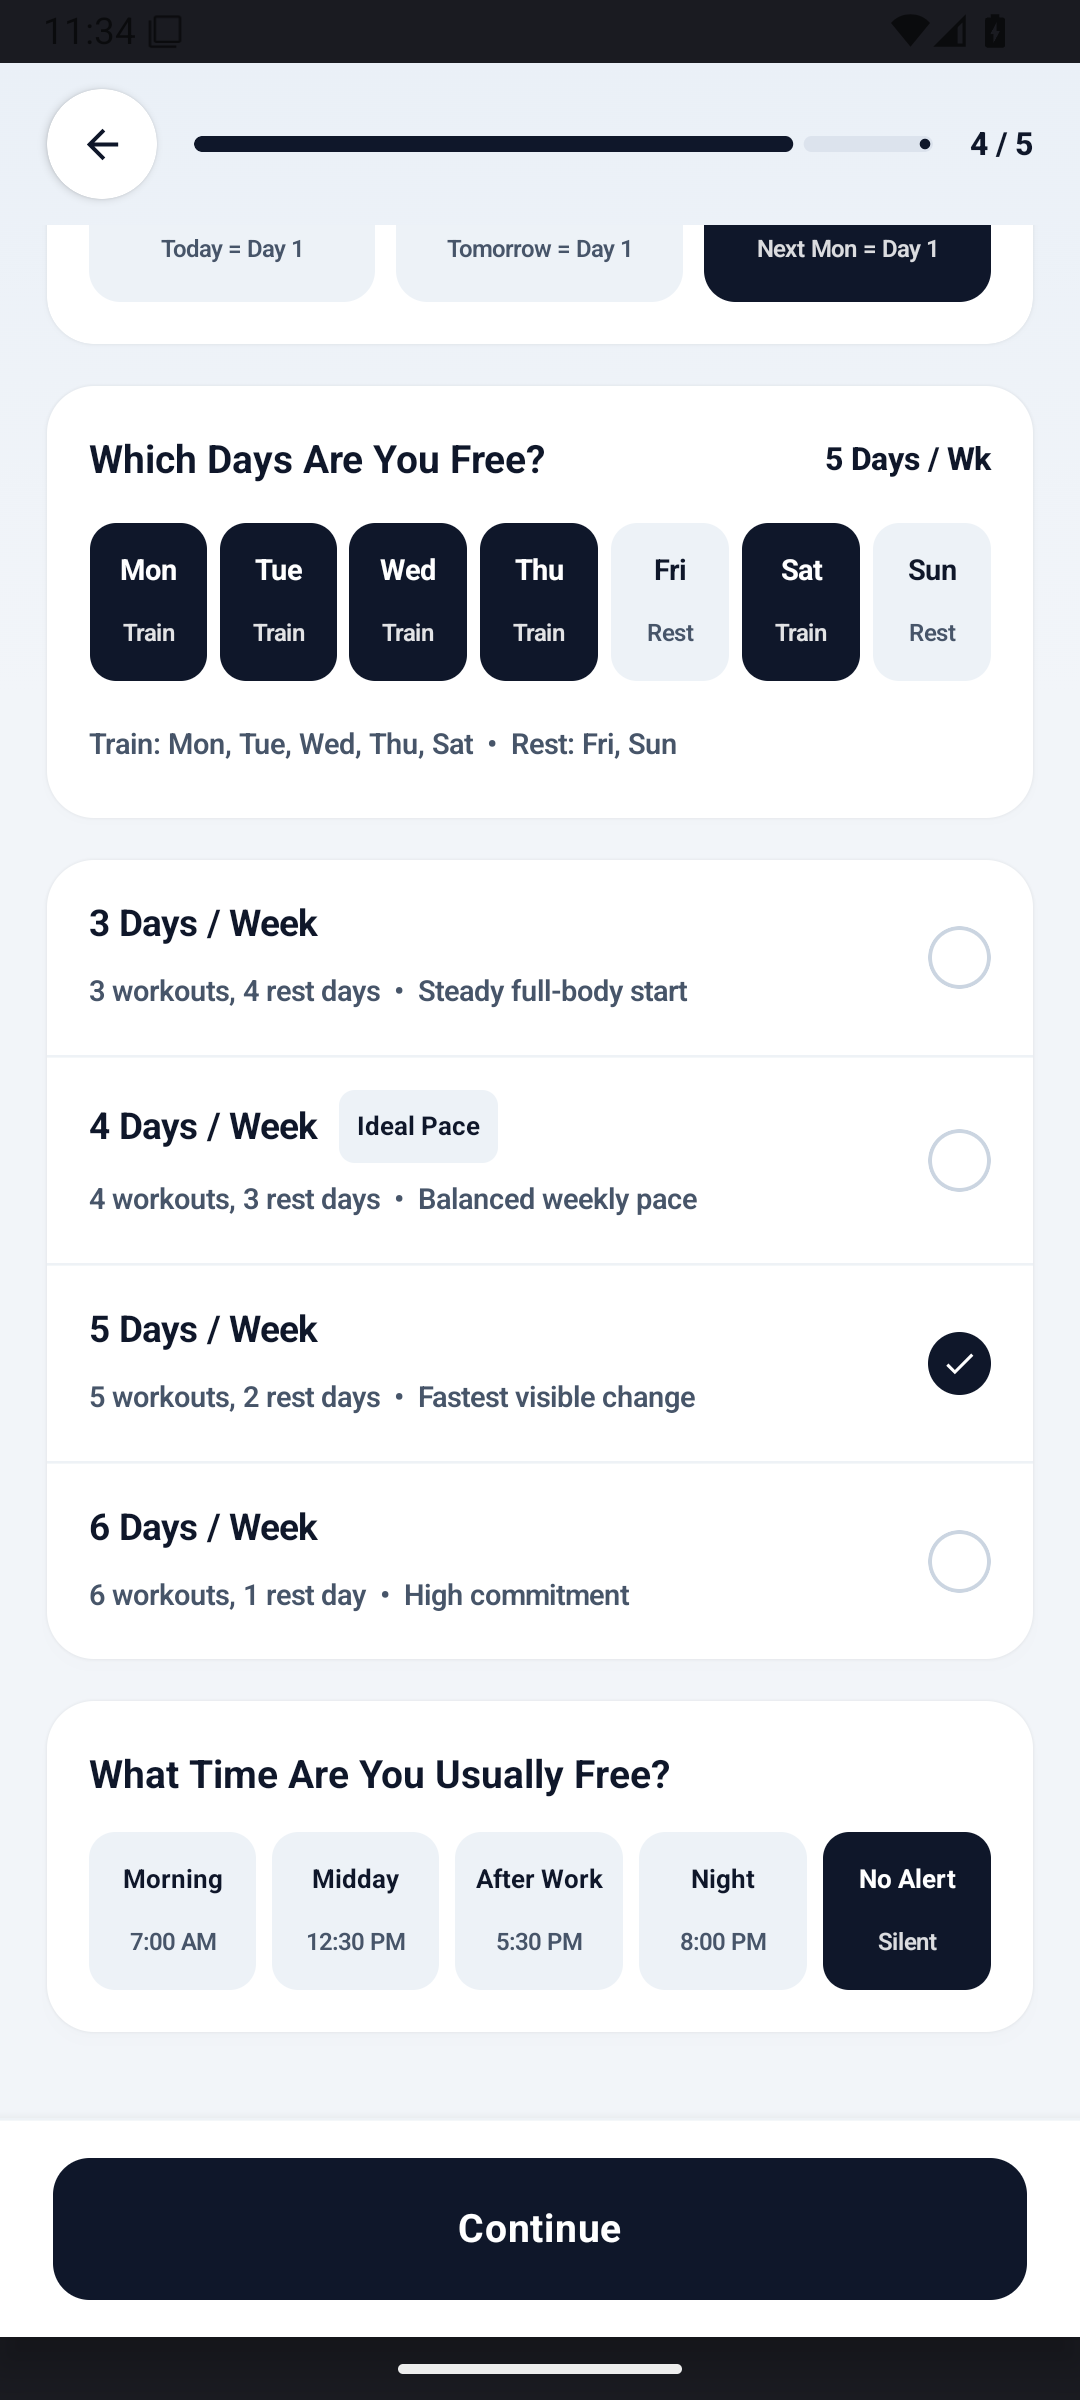 11:34
4 / 5
Today = Day 1
Tomorrow = Day 1
Next Mon = Day 1
Which Days Are You Free?
5 Days / Wk
Mon Tue Wed Thu Fri Sat Sun
Train Train Train Train Rest Train Rest
Train: Mon, Tue, Wed, Thu, Sat • Rest: Fri, Sun
3 Days / Week
3 workouts, 4 rest days • Steady full-body start
4 Days / Week
Ideal Pace
4 workouts, 3 rest days • Balanced weekly pace
5 Days / Week
5 workouts, 2 rest days • Fastest visible change
6 Days / Week
6 workouts, 1 rest day • High commitment
What Time Are You Usually Free?
Morning Midday After Work Night No Alert
7:00 AM 12:30 PM 5:30 PM 8:00 PM Silent
Continue